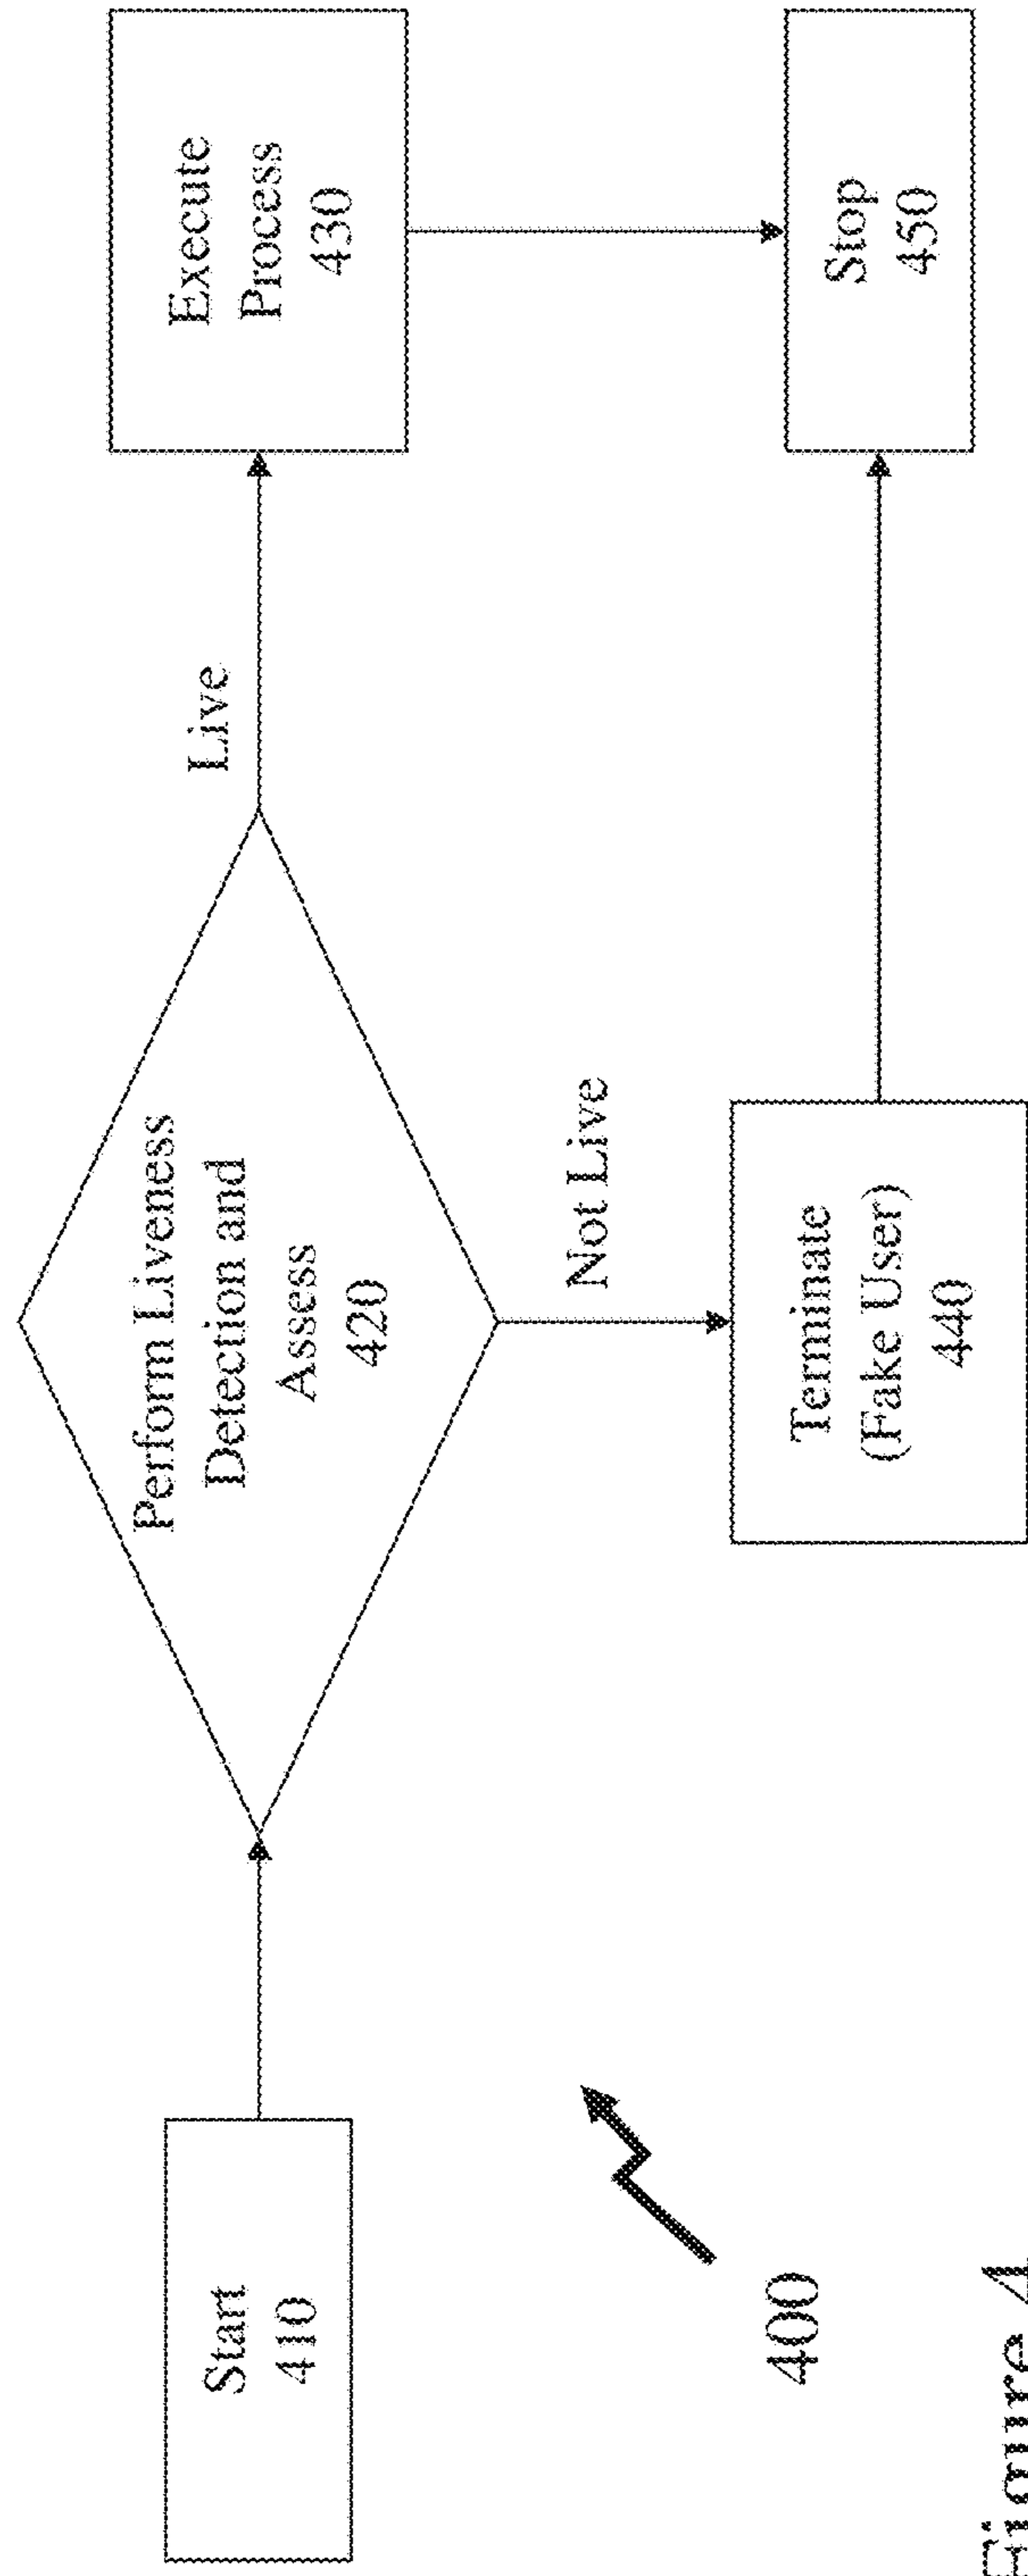 Start
410
Perform Liveness
Detection and
Assess
420
Live
Execute
Process
430
Not Live
Terminate
(Fake User)
440
Stop
450
400
Figure 4